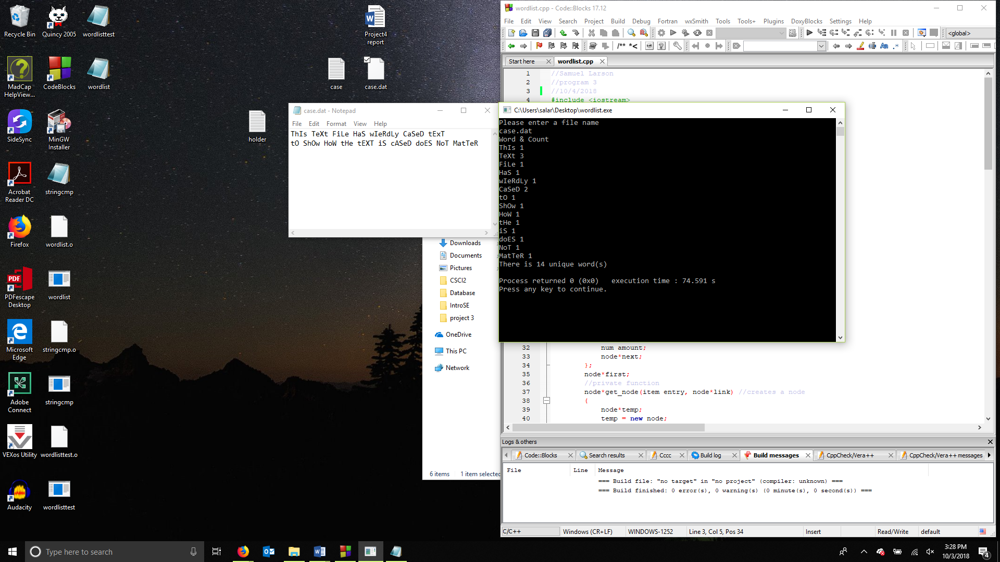 Recycle Bin
Quincy 2005
wordlisttest
MadCap
HelpView...
CodeBlocks
wordlist
SideSync
MinGW
Installer
Acrobat
Reader DC
stringcmp
Firefox
wordlist.o
PDF
PDFescape
Desktop
wordlist
Microsoft
Edge
stringcmp.o
Adobe
Connect
stringcmp
VEXos Utility
wordlisttest.o
Audacity
wordlisttest
Project4
report
case
case.dat
holder
case.dat - Notepad
File Edit Format View Help
ThIs TeXt FiLe HaS wIeRdLy CaSeD tExT
tO ShOw HoW tHe tEXT iS cASeD doES NoT MatTeR
Downloads
Documents
Pictures
CSCI2
Database
IntroSE
project 3
OneDrive
This PC
Network
6 items 1 item selected
wordlist.cpp - Code::Blocks 17.12
File Edit View Search Project Build Debug Fortran wxSmith Tools Tools+ Plugins DoxyBlocks Settings Help
<global>
/** *<
Start here
wordlist.cpp
1 //Samuel Larson
2 //program 3
3 //10/4/2018
4 #include <iostream>
C:\Users\salar\Desktop\wordlist.exe
Please enter a file name
case.dat
Word & Count
ThIs 1
TeXt 3
FiLe 1
HaS 1
wIeRdLy 1
CaSeD 2
tO 1
ShOw 1
HoW 1
tHe 1
iS 1
doES 1
NoT 1
MatTeR 1
There is 14 unique word(s)
Process returned 0 (0x0) execution time : 74.591 s
Press any key to continue.
32 num amount;
33 node*next;
34 };
35 node*first;
36 //private function
37 node*get_node(item entry, node*link) //creates a node
38 {
39 node*temp;
40 temp = new node;
Logs & others
Code::Blocks
Search results
Cccc
Build log
Build messages
CppCheck/Vera++
CppCheck/Vera++ messages
File Line Message
=== Build file: "no target" in "no project" (compiler: unknown) ===
=== Build finished: 0 error(s), 0 warning(s) (0 minute(s), 0 second(s)) ===
C/C++ Windows (CR+LF) WINDOWS-1252 Line 3, Col 5, Pos 34 Insert Read/Write default
Type here to search
3:28 PM
10/3/2018
4